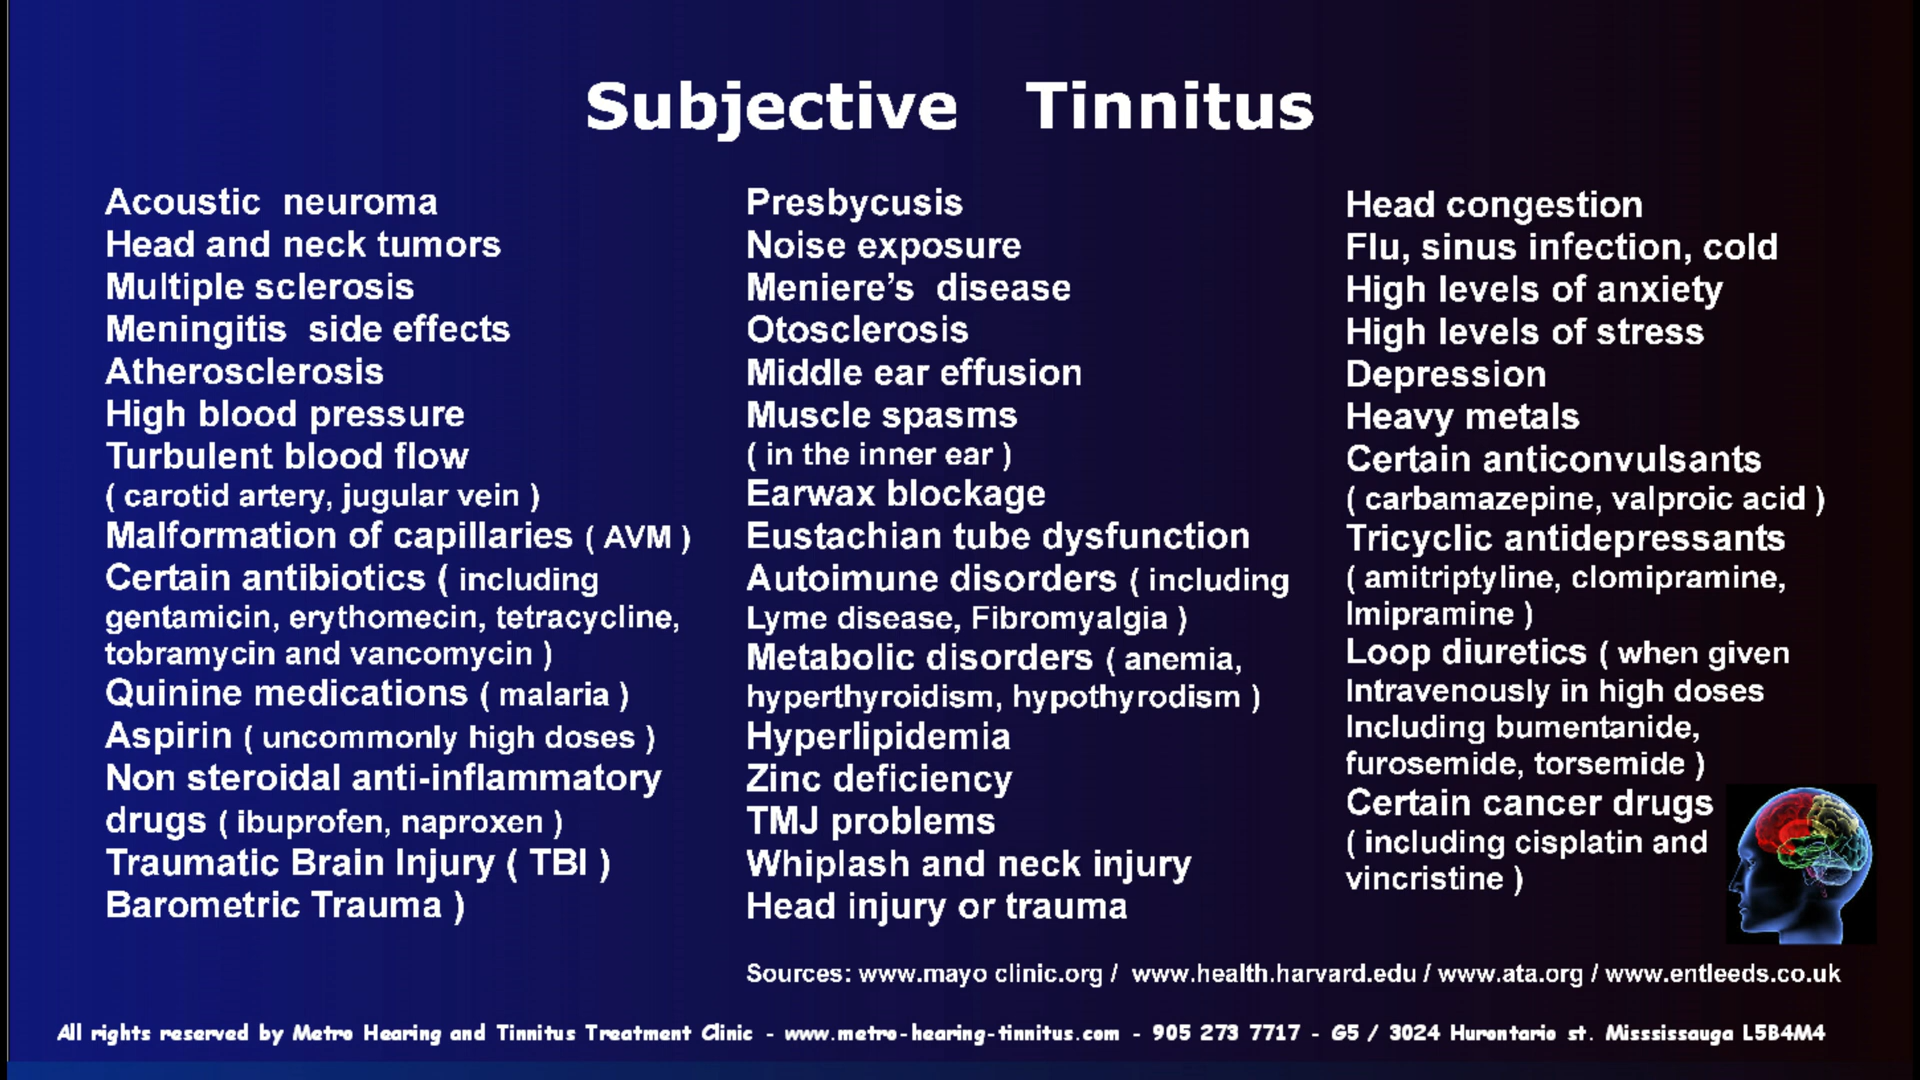 Subjective Tinnitus
Acoustic neuroma
Head and neck tumors
Multiple sclerosis
Meningitis side effects
Atherosclerosis
High blood pressure
Turbulent blood flow
( carotid artery, jugular vein )
Malformation of capillaries ( AVM )
Certain antibiotics ( including
gentamicin, erythomecin, tetracycline,
tobramycin and vancomycin )
Quinine medications ( malaria )
Aspirin ( uncommonly high doses )
Non steroidal anti-inflammatory
drugs ( ibuprofen, naproxen )
Traumatic Brain Injury ( TBI )
Barometric Trauma )
Presbycusis
Noise exposure
Meniere’s disease
Otosclerosis
Middle ear effusion
Muscle spasms
( in the inner ear )
Earwax blockage
Eustachian tube dysfunction
Autoimune disorders ( including
Lyme disease, Fibromyalgia )
Metabolic disorders ( anemia,
hyperthyroidism, hypothyrodism )
Hyperlipidemia
Zinc deficiency
TMJ problems
Whiplash and neck injury
Head injury or trauma
Head congestion
Flu, sinus infection, cold
High levels of anxiety
High levels of stress
Depression
Heavy metals
Certain anticonvulsants
( carbamazepine, valproic acid )
Tricyclic antidepressants
( amitriptyline, clomipramine,
Imipramine )
Loop diuretics ( when given
Intravenously in high doses
Including bumentanide,
furosemide, torsemide )
Certain cancer drugs
( including cisplatin and
vincristine )
Sources: www.mayo clinic.org / www.health.harvard.edu / www.ata.org / www.entleeds.co.uk
All rights reserved by Metro Hearing and Tinnitus Treatment Clinic - www.metro-hearing-tinnitus.com - 905 273 7717 - G5 / 3024 Hurontario st. Misssissauga L5B4M4